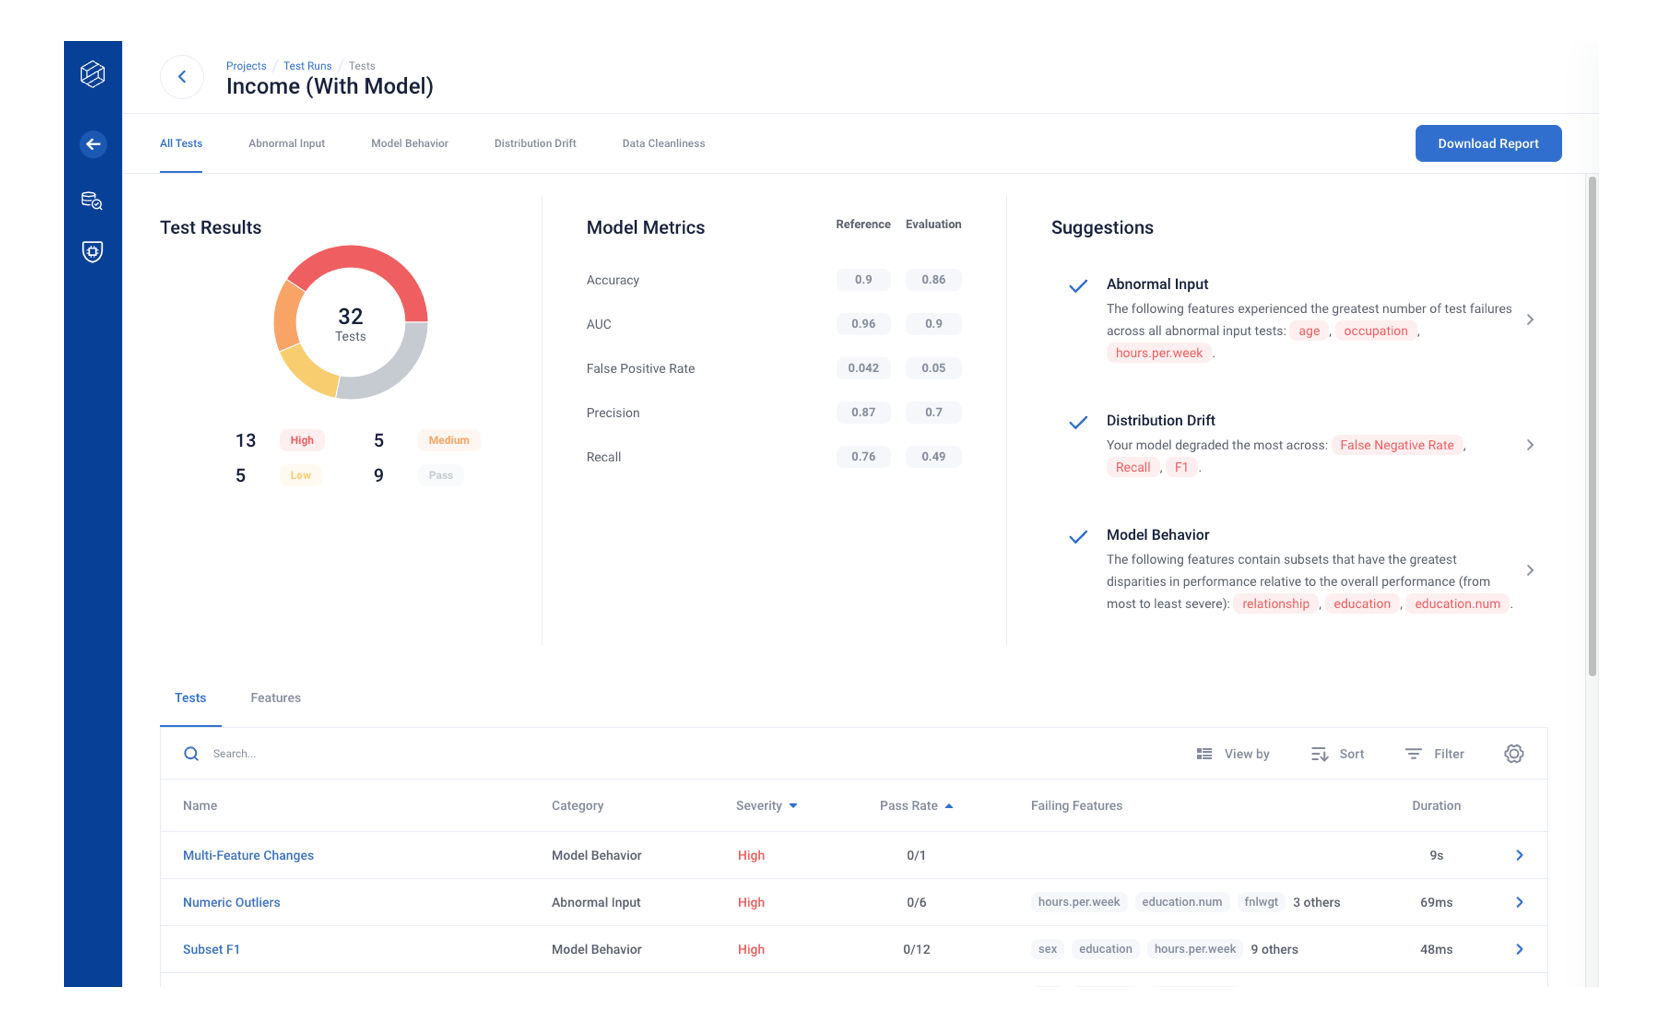 Projects / Test Runs / Tests
Income (With Model)
All Tests Abnormal Input Model Behavior Distribution Drift Data Cleanliness Download Report
Test Results
32
Tests
13 High 5 Medium
5 Low 9 Pass
Model Metrics Reference Evaluation
Accuracy 0.9 0.86
AUC 0.96 0.9
False Positive Rate 0.042 0.05
Precision 0.87 0.7
Recall 0.76 0.49
Suggestions
Abnormal Input
The following features experienced the greatest number of test failures
across all abnormal input tests: age , occupation ,
hours.per.week .
Distribution Drift
Your model degraded the most across: False Negative Rate ,
Recall , F1 .
Model Behavior
The following features contain subsets that have the greatest
disparities in performance relative to the overall performance (from
most to least severe): relationship , education , education.num .
Tests Features
Search... View by Sort Filter
Name Category Severity Pass Rate Failing Features Duration
Multi-Feature Changes Model Behavior High 0/1 9s
Numeric Outliers Abnormal Input High 0/6 hours.per.week education.num fnlwgt 3 others 69ms
Subset F1 Model Behavior High 0/12 sex education hours.per.week 9 others 48ms